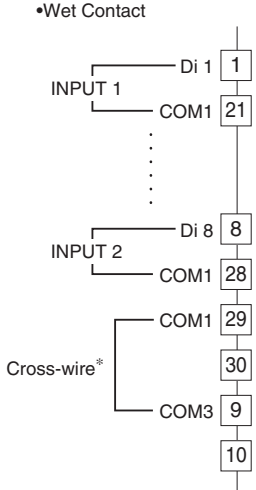 •Wet Contact
Di 1 1
INPUT 1
COM1 21
Di 8 8
INPUT 2
COM1 28
COM1 29
30
Cross-wire*
COM3 9
10